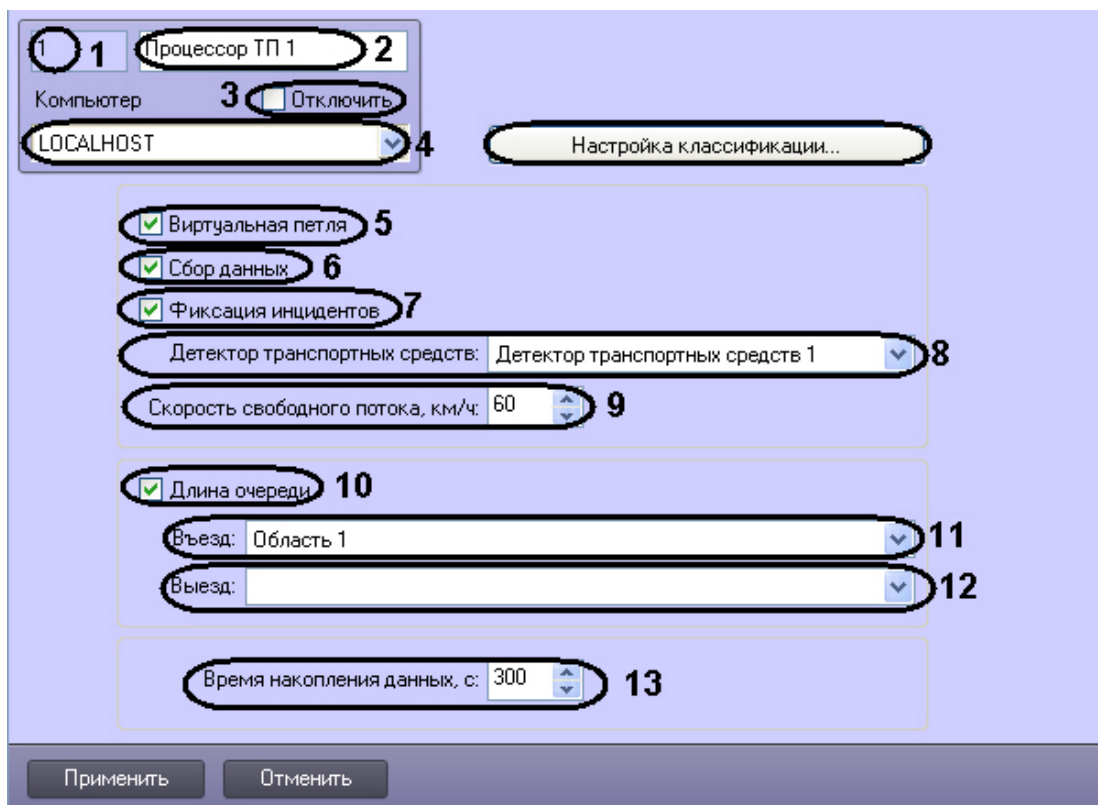 1 1 Процессор ТП 1 2
Компьютер 3 Отключить
LOCALHOST 4 Настройка классификации...
Виртуальная петля 5
Сбор данных 6
Фиксация инцидентов 7
Детектор транспортных средств: Детектор транспортных средств 1 8
Скорость свободного потока, км/ч: 60 9
Длина очереди 10
Въезд: Область 1 11
Выезд: 12
Время накопления данных, с: 300 13
Применить Отменить